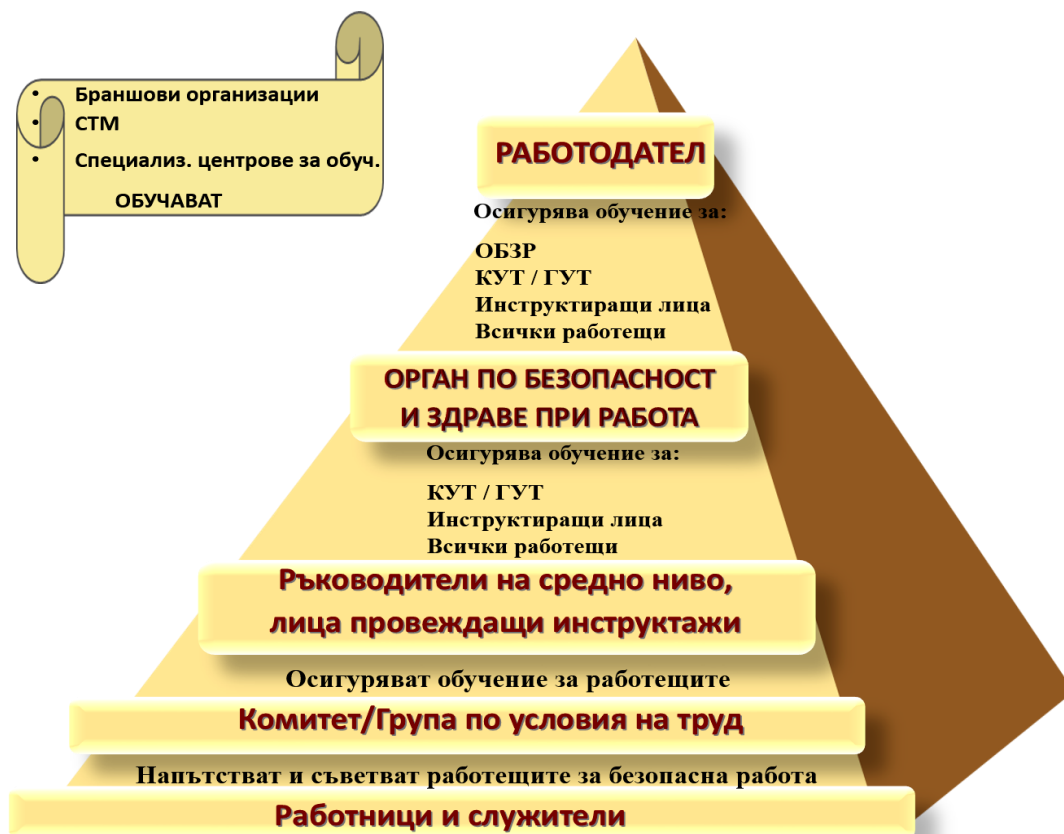 • Браншови организации
• СТМ
• Специализ. центрове за обуч.
ОБУЧАВАТ
РАБОТОДАТЕЛ
Осигурява обучение за:
ОБЗР
КУТ / ГУТ
Инструктиращи лица
Всички работещи
ОРГАН ПО БЕЗОПАСНОСТ
И ЗДРАВЕ ПРИ РАБОТА
Осигурява обучение за:
КУТ / ГУТ
Инструктиращи лица
Всички работещи
Ръководители на средно ниво,
лица провеждащи инструктажи
Осигуряват обучение за работещите
Комитет/Група по условия на труд
Напътстват и съветват работещите за безопасна работа
Работници и служители